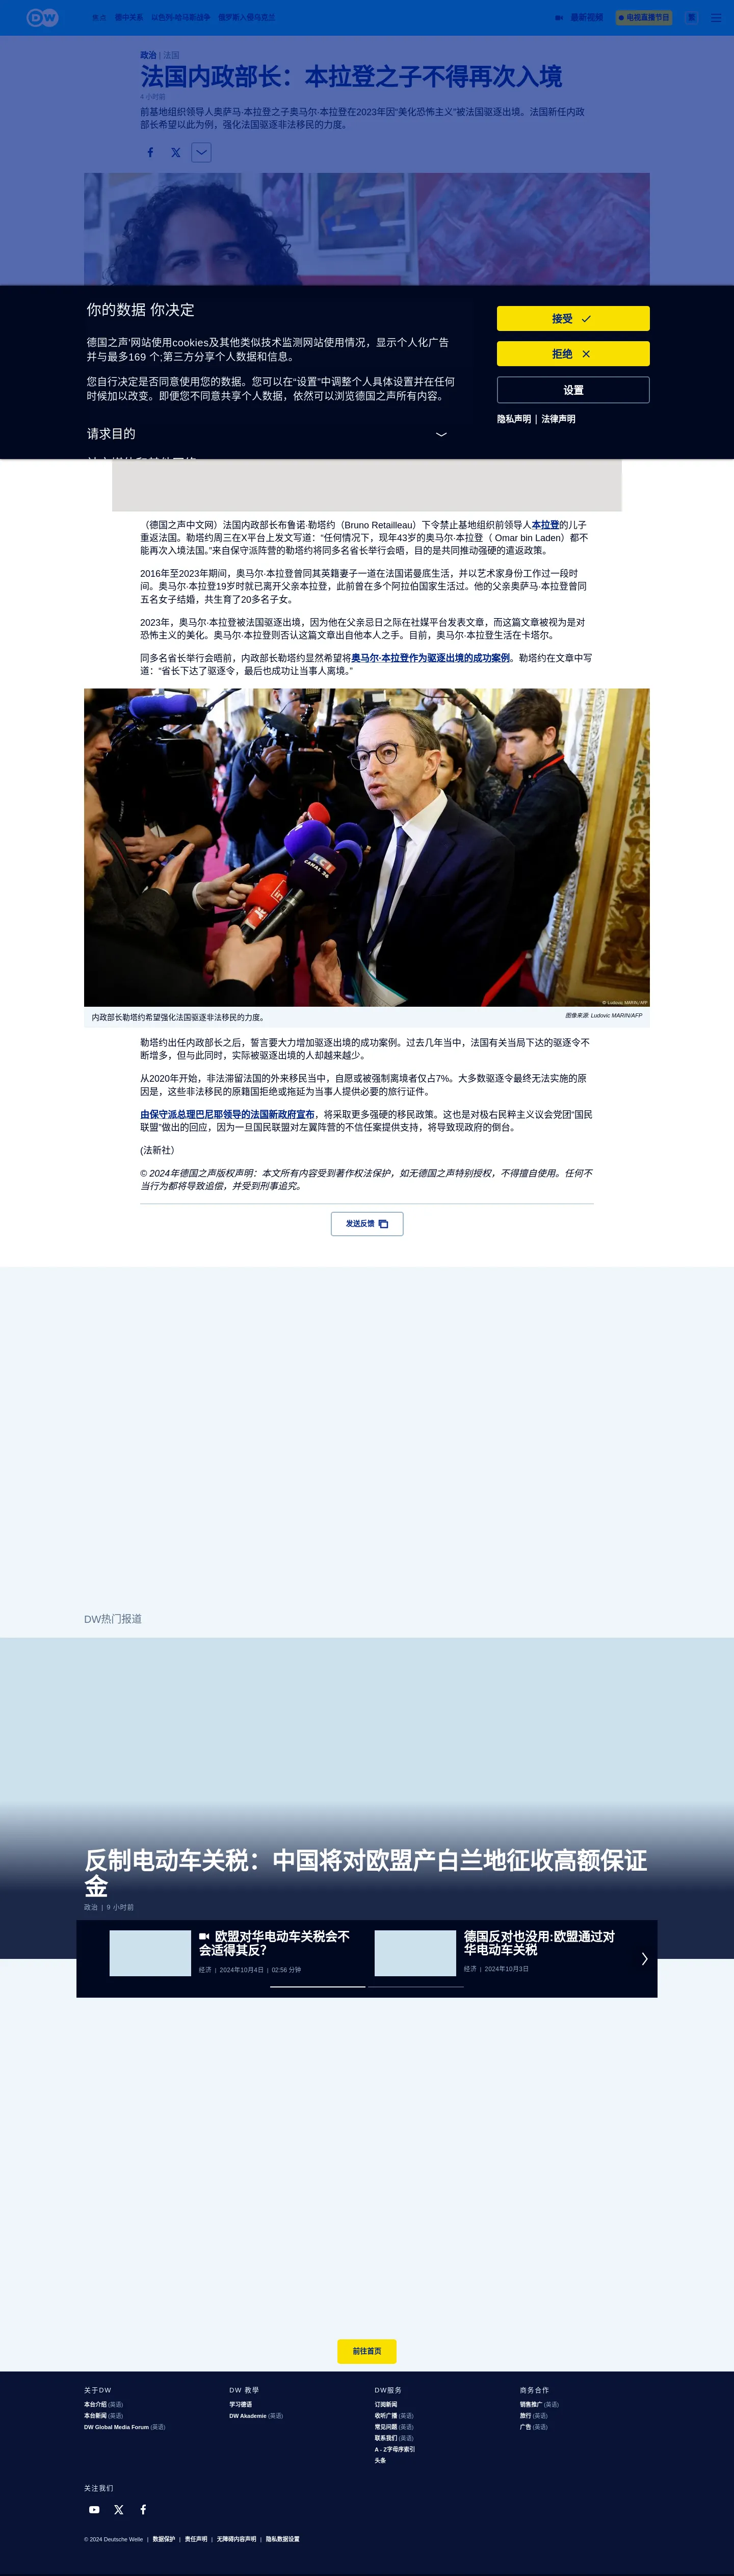 DW
焦点 德中关系 以色列-哈马斯战争 俄罗斯入侵乌克兰
最新视频 电视直播节目 繁
政治 | 法国
法国内政部长：本拉登之子不得再次入境
4 小时前
前基地组织领导人奥萨马·本拉登之子奥马尔·本拉登在2023年因“美化恐怖主义”被法国驱逐出境。法国新任内政
部长希望以此为例，强化法国驱逐非法移民的力度。
你的数据 你决定
德国之声'网站使用cookies及其他类似技术监测网站使用情况，显示个人化广告
并与最多169 个;第三方分享个人数据和信息。
您自行决定是否同意使用您的数据。您可以在“设置”中调整个人具体设置并在任何
时候加以改变。即便您不同意共享个人数据，依然可以浏览德国之声所有内容。
请求目的
接受
拒绝
设置
隐私声明 | 法律声明
（德国之声中文网）法国内政部长布鲁诺·勒塔约（Bruno Retailleau）下令禁止基地组织前领导人本拉登的儿子
重返法国。勒塔约周三在X平台上发文写道：“任何情况下，现年43岁的奥马尔·本拉登（ Omar bin Laden）都不
能再次入境法国。”来自保守派阵营的勒塔约将同多名省长举行会晤，目的是共同推动强硬的遣返政策。
2016年至2023年期间，奥马尔·本拉登曾同其英籍妻子一道在法国诺曼底生活，并以艺术家身份工作过一段时
间。奥马尔·本拉登19岁时就已离开父亲本拉登，此前曾在多个阿拉伯国家生活过。他的父亲奥萨马·本拉登曾同
五名女子结婚，共生育了20多名子女。
2023年，奥马尔·本拉登被法国驱逐出境，因为他在父亲忌日之际在社媒平台发表文章，而这篇文章被视为是对
恐怖主义的美化。奥马尔·本拉登则否认这篇文章出自他本人之手。目前，奥马尔·本拉登生活在卡塔尔。
同多名省长举行会晤前，内政部长勒塔约显然希望将奥马尔·本拉登作为驱逐出境的成功案例。勒塔约在文章中写
道：“省长下达了驱逐令，最后也成功让当事人离境。”
LCI
CANAL 26
© Ludovic MARIN/AFP
内政部长勒塔约希望强化法国驱逐非法移民的力度。
图像来源: Ludovic MARIN/AFP
勒塔约出任内政部长之后，誓言要大力增加驱逐出境的成功案例。过去几年当中，法国有关当局下达的驱逐令不
断增多，但与此同时，实际被驱逐出境的人却越来越少。
从2020年开始，非法滞留法国的外来移民当中，自愿或被强制离境者仅占7%。大多数驱逐令最终无法实施的原
因是，这些非法移民的原籍国拒绝或拖延为当事人提供必要的旅行证件。
由保守派总理巴尼耶领导的法国新政府宣布，将采取更多强硬的移民政策。这也是对极右民粹主义议会党团“国民
联盟”做出的回应，因为一旦国民联盟对左翼阵营的不信任案提供支持，将导致现政府的倒台。
(法新社）
© 2024年德国之声版权声明：本文所有内容受到著作权法保护，如无德国之声特别授权，不得擅自使用。任何不
当行为都将导致追偿，并受到刑事追究。
发送反馈
DW热门报道
反制电动车关税：中国将对欧盟产白兰地征收高额保证
金
政治 | 9 小时前
欧盟对华电动车关税会不
会适得其反？
经济 | 2024年10月4日 | 02:56 分钟
德国反对也没用:欧盟通过对
华电动车关税
经济 | 2024年10月3日
前往首页
关于DW
本台介绍 (英语)
本台新闻 (英语)
DW Global Media Forum (英语)
DW 教學
学习德语
DW Akademie (英语)
DW服务
订阅新闻
收听广播 (英语)
常见问题 (英语)
联系我们 (英语)
A - Z字母序索引
头条
商务合作
销售推广 (英语)
旅行 (英语)
广告 (英语)
关注我们
© 2024 Deutsche Welle | 数据保护 | 责任声明 | 无障碍内容声明 | 隐私数据设置